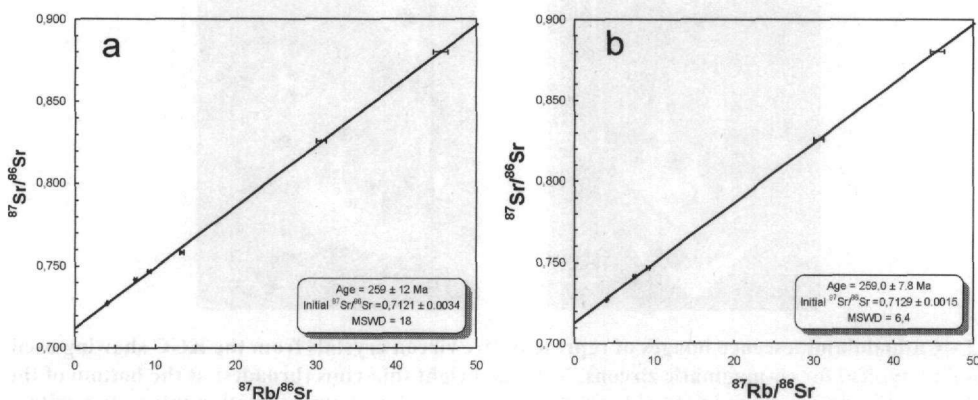 a
0,900
0,850
0,800
0,750
0,700
⁸⁷Sr/⁸⁶Sr
0 10 20 30 40 50
⁸⁷Rb/⁸⁶Sr
Age = 259 ± 12 Ma
Initial ⁸⁷Sr/⁸⁶Sr =0,7121 ± 0.0034
MSWD = 18
b
0,900
0,850
0,800
0,750
0,700
⁸⁷Sr/⁸⁶Sr
10 20 30 40 50
⁸⁷Rb/⁸⁶Sr
Age = 259,0 ± 7.8 Ma
Initial ⁸⁷Sr/⁸⁶Sr =0,7129 ± 0.0015
MSWD = 6,4